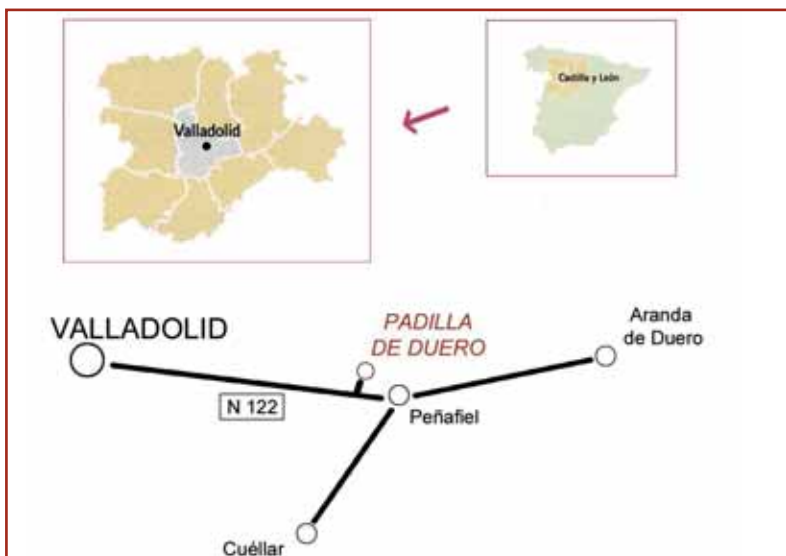 Castilla y León
Valladolid
VALLADOLID
PADILLA
DE DUERO
Aranda
de Duero
N 122
Peñafiel
Cuéllar